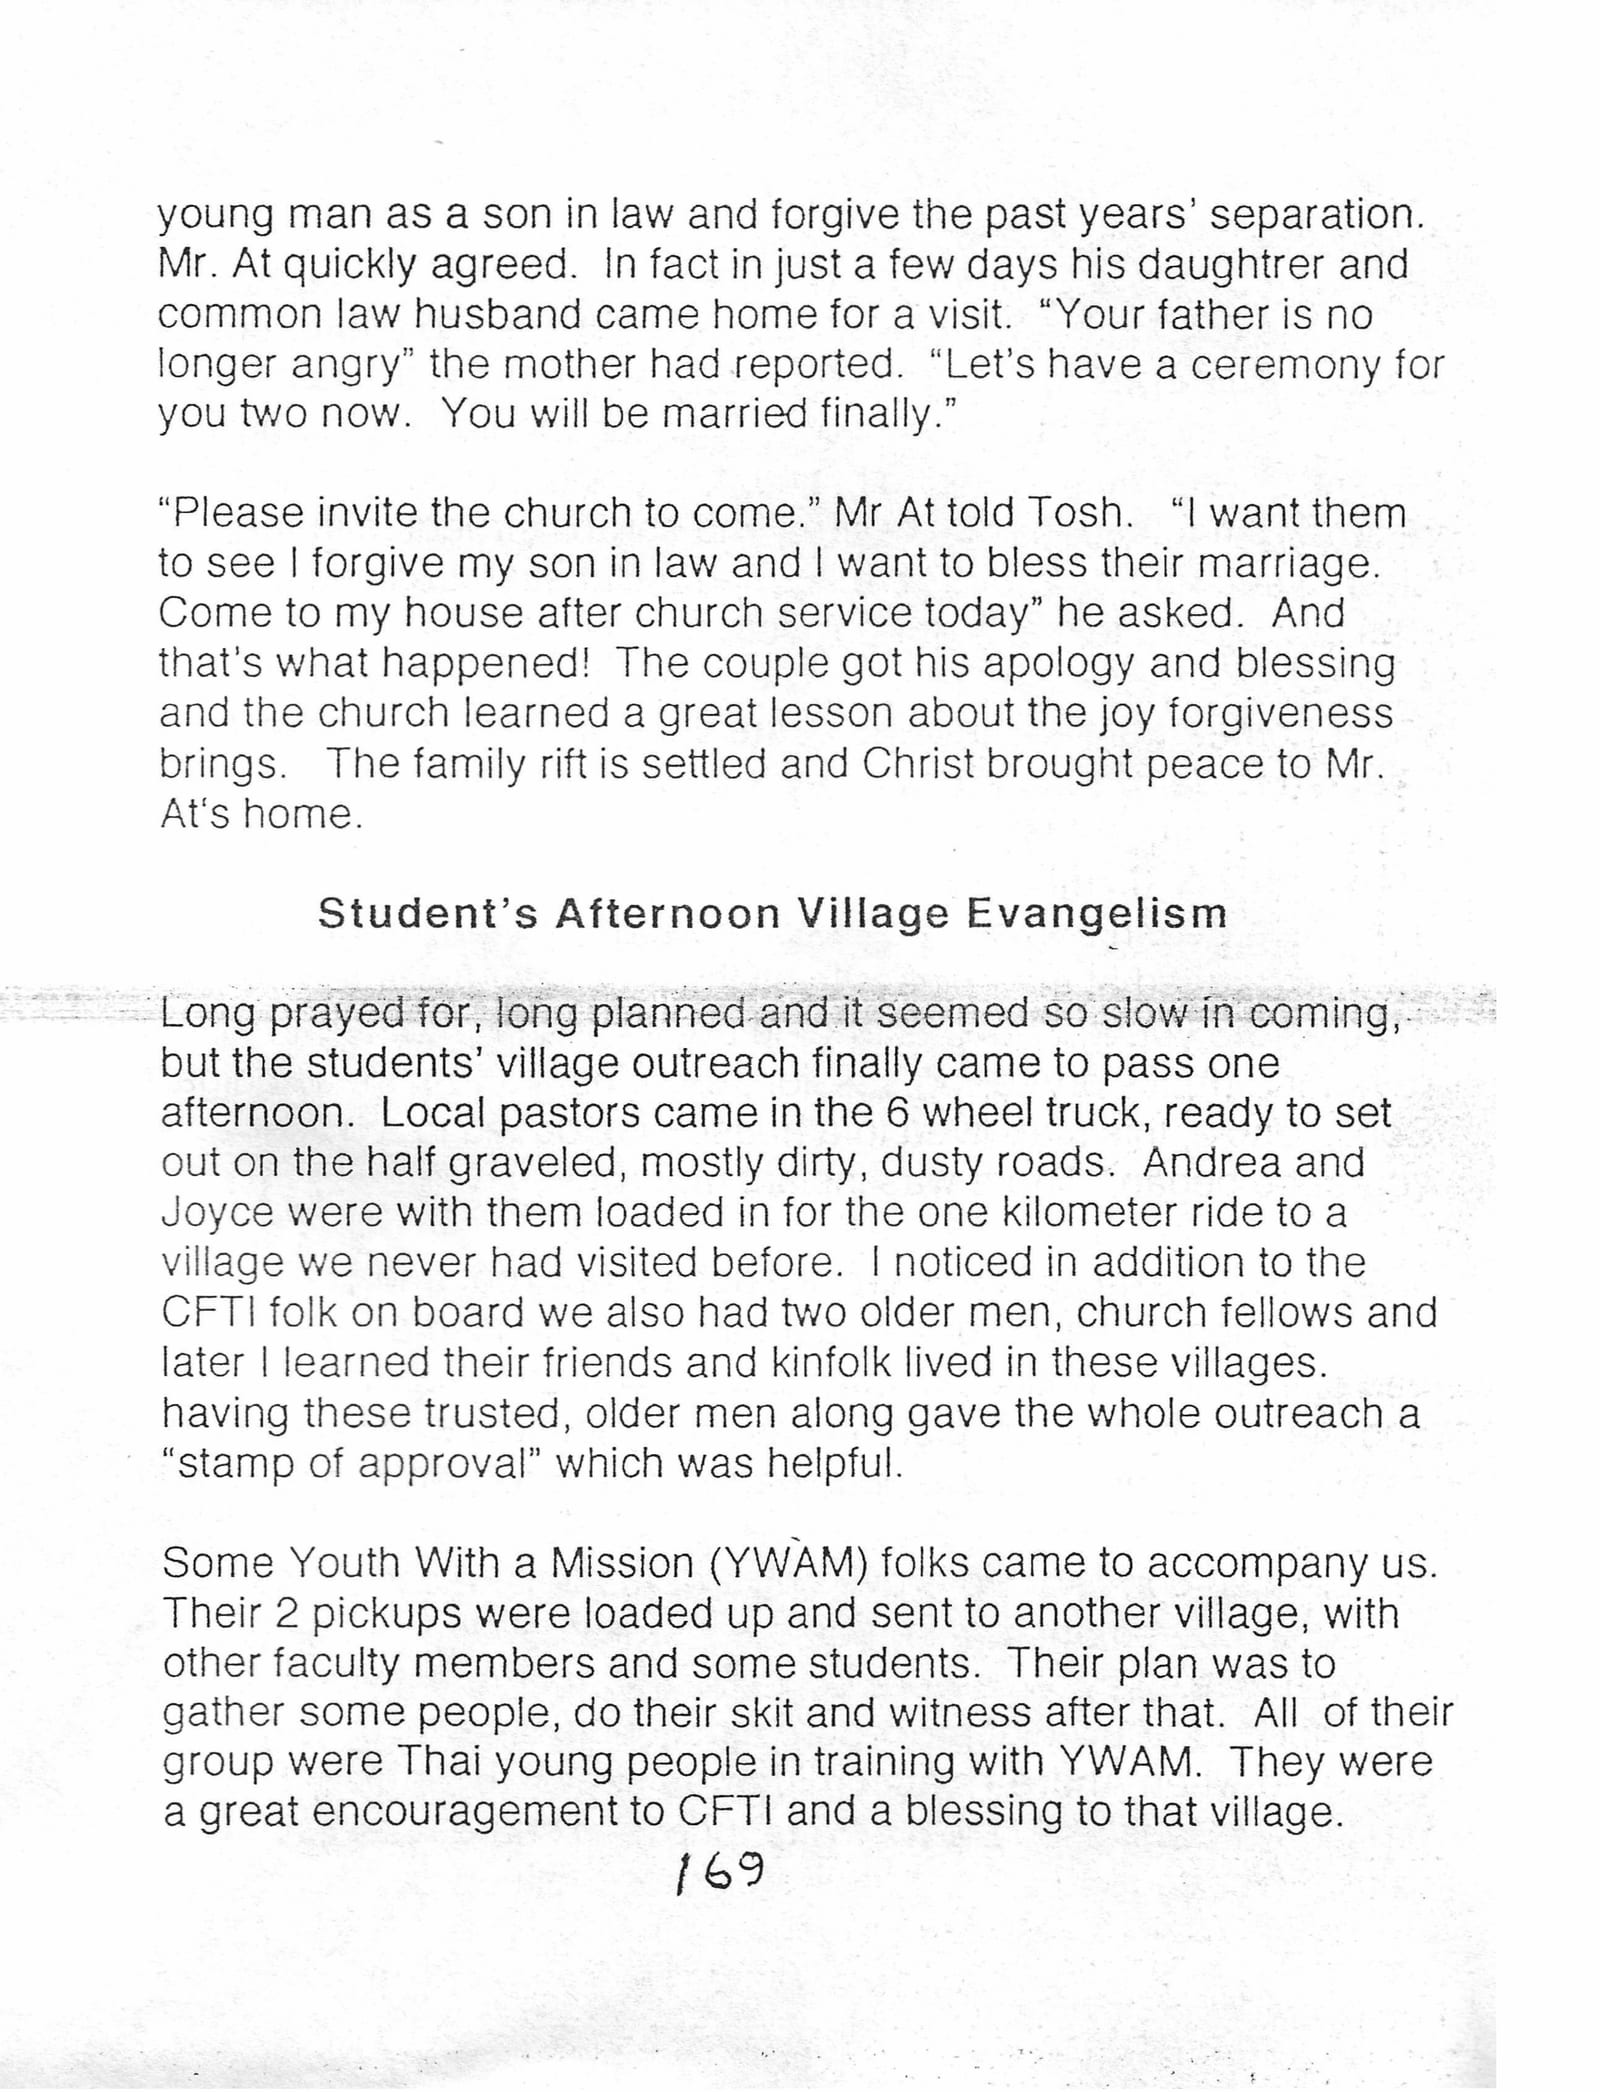 young man as a son in law and forgive the past years' separation.
Mr. At quickly agreed.  In fact in just a few days his daughtrer and
common law husband came home for a visit.  “Your father is no
longer angry” the mother had reported.  “Let's have a ceremony for
you two now.  You will be married finally.”

“Please invite the church to come.” Mr At told Tosh.   “I want them
to see I forgive my son in law and I want to bless their marriage.
Come to my house after church service today” he asked.  And
that's what happened!  The couple got his apology and blessing
and the church learned a great lesson about the joy forgiveness
brings.   The family rift is settled and Christ brought peace to Mr.
At‘s home.

Student's Afternoon Village Evangelism

Long prayed for, long planned and it seemed so slow in coming,
but the students' village outreach finally came to pass one
afternoon.  Local pastors came in the 6 wheel truck, ready to set
out on the half graveled, mostly dirty, dusty roads.  Andrea and
Joyce were with them loaded in for the one kilometer ride to a
village we never had visited before.  I noticed in addition to the
CFTI folk on board we also had two older men, church fellows and
later I learned their friends and kinfolk lived in these villages.
having these trusted, older men along gave the whole outreach a
“stamp of approval” which was helpful.

Some Youth With a Mission (YWAM) folks came to accompany us.
Their 2 pickups were loaded up and sent to another village, with
other faculty members and some students.  Their plan was to
gather some people, do their skit and witness after that.  All  of their
group were Thai young people in training with YWAM.  They were
a great encouragement to CFTI and a blessing to that village.
169